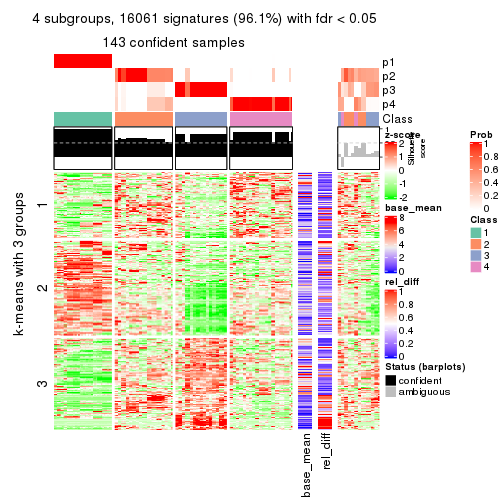 4 subgroups, 16061 signatures (96.1%) with fdr < 0.05
143 confident samples
p1
p2
p3
p4
Class
1
Silhouette
score
k-means with 3 groups
1
2
3
base_mean
rel_diff
z-score
2
1
0
-1
-2
base_mean
8
6
4
2
0
rel_diff
1
0.8
0.6
0.4
0.2
0
Status (barplots)
confident
ambiguous
Prob
1
0.8
0.6
0.4
0.2
0
Class
1
2
3
4